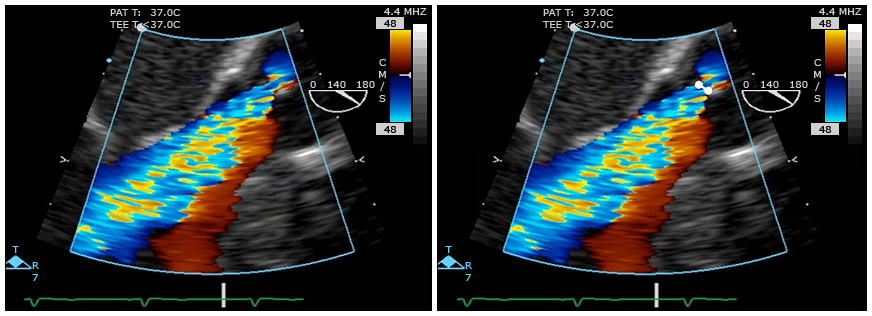 PAT T: 37.0C
TEE T:<37.0C
4.4 MHZ
48
C
M
/
S
48
0 140 180
T
R
7
PAT T: 37.0C
TEE T:<37.0C
4.4 MHZ
48
C
M
/
S
48
0 140 180
T
R
7